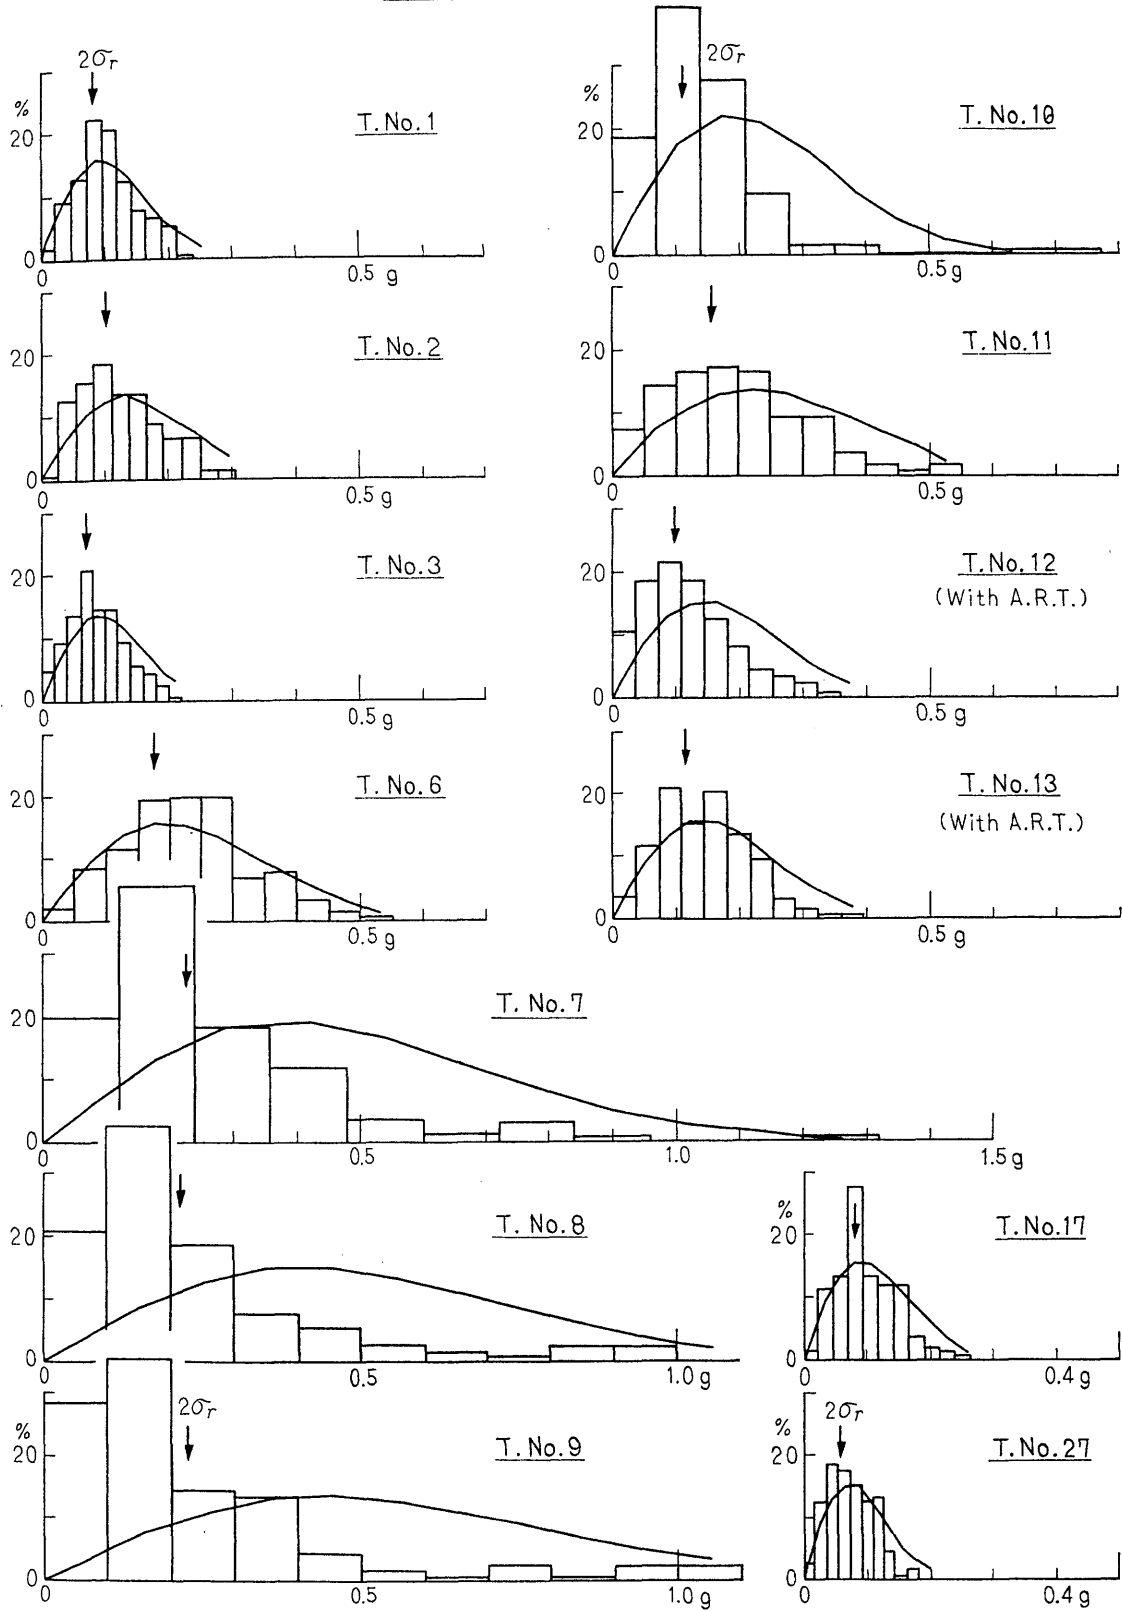 2σr
%
20
0
0
0.5 g
T. No. 1
20
0
0
0.5 g
T. No. 2
20
0
0
0.5 g
T. No. 3
20
0
0
0.5 g
T. No. 6
2σr
%
20
0
0
0.5 g
T. No. 10
20
0
0
0.5 g
T. No. 11
20
0
0
0.5 g
T. No. 12
(With A.R.T.)
20
0
0
0.5 g
T. No. 13
(With A.R.T.)
20
0
0
0.5
1.0
1.5 g
T. No. 7
20
0
0
0.5
1.0 g
T. No. 8
%
20
0
0
0.4 g
T. No. 17
2σr
%
20
0
0
0.5
1.0 g
T. No. 9
2σr
%
20
0
0
0.4 g
T. No. 27